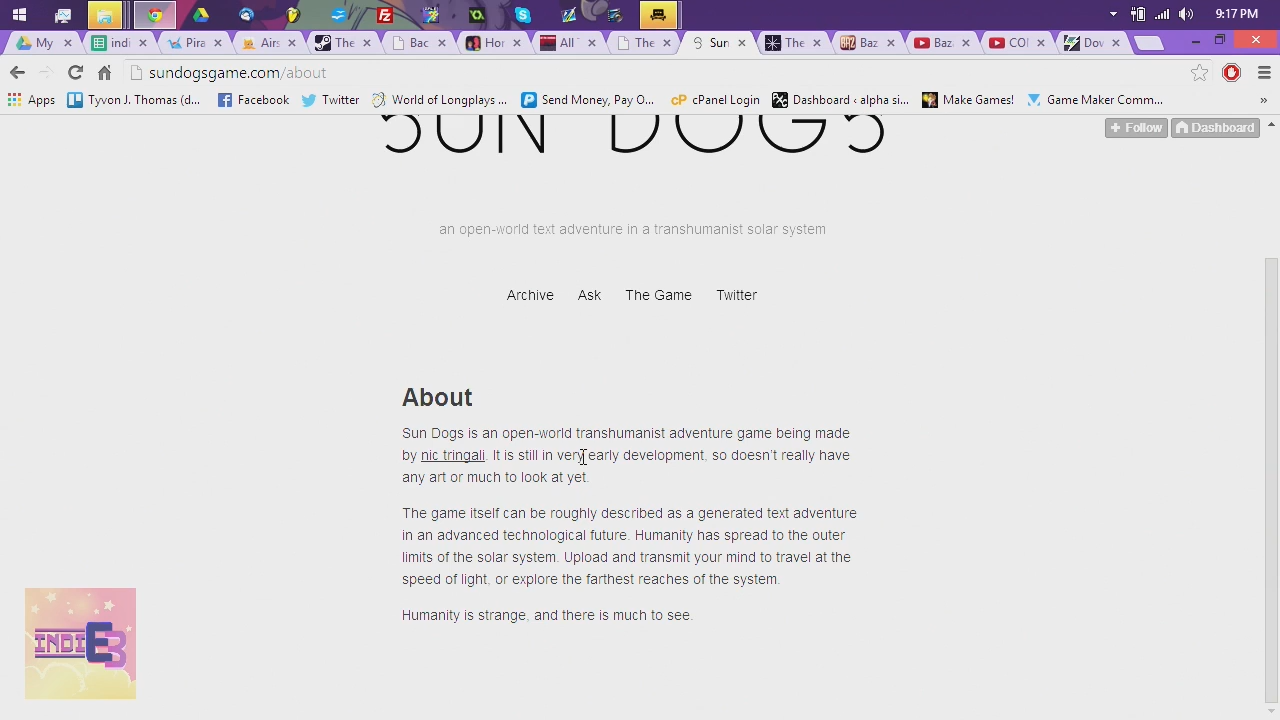 9:17 PM
My
indi
Pira
Airs
The
Bac
Hor
All
The
Sun
The
Baz
Baz
COI
Dov
sundogsgame.com/about
Apps
Tyvon J. Thomas (d...
Facebook
Twitter
World of Longplays ...
Send Money, Pay O...
cPanel Login
Dashboard ‹ alpha si...
Make Games!
Game Maker Comm...
»
+ Follow
Dashboard
SUN DOGS
an open-world text adventure in a transhumanist solar system
Archive Ask The Game Twitter
About
Sun Dogs is an open-world transhumanist adventure game being made
by nic tringali. It is still in very early development, so doesn't really have
any art or much to look at yet.
The game itself can be roughly described as a generated text adventure
in an advanced technological future. Humanity has spread to the outer
limits of the solar system. Upload and transmit your mind to travel at the
speed of light, or explore the farthest reaches of the system.
Humanity is strange, and there is much to see.
INDIE3